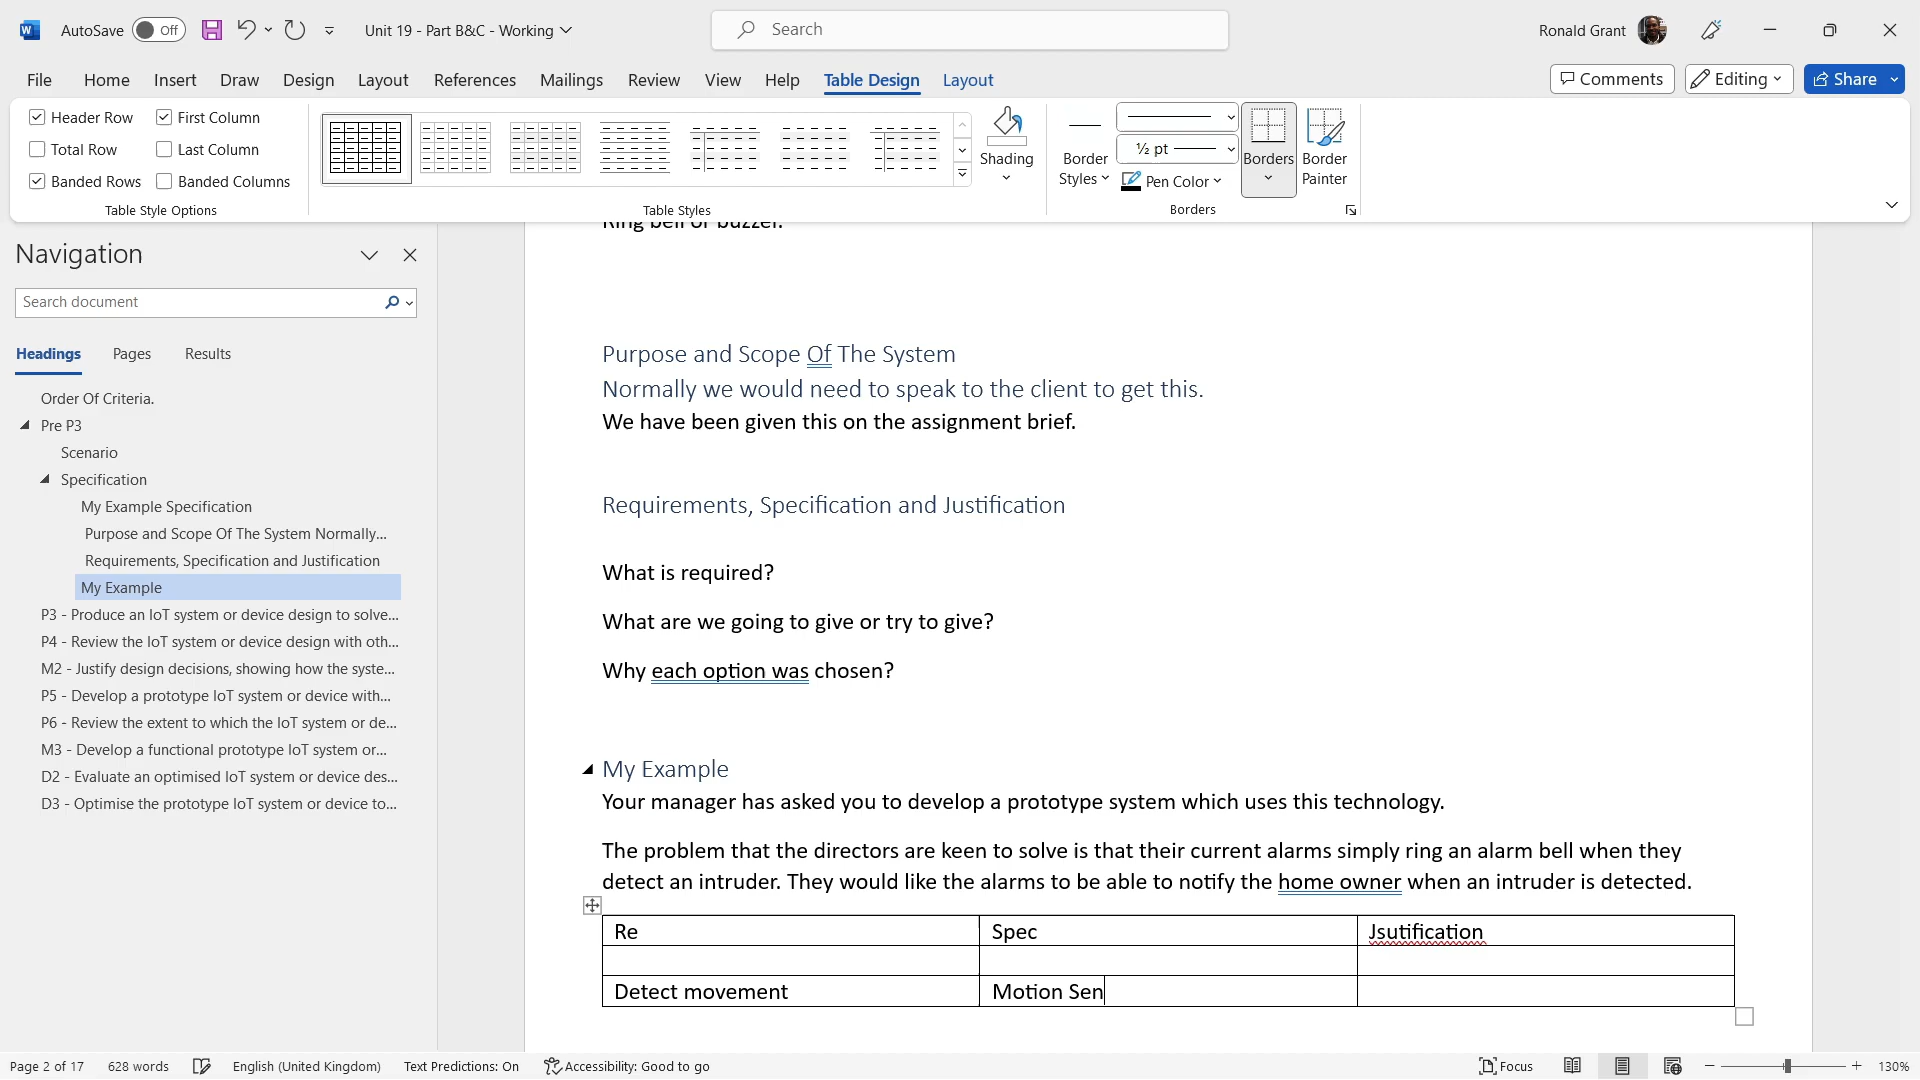 AutoSave Off Unit 19 - Part B&C - Working Search Ronald Grant
File Home Insert Draw Design Layout References Mailings Review View Help Table Design Layout Comments Editing Share
Header Row First Column
Total Row Last Column
Banded Rows Banded Columns
Table Style Options
Table Styles
Shading
Border Styles
½ pt
Pen Color
Borders
Border Painter
Borders
Navigation
Search document
Headings Pages Results
Order Of Criteria.
Pre P3
Scenario
Specification
My Example Specification
Purpose and Scope Of The System Normally...
Requirements, Specification and Justification
My Example
P3 - Produce an IoT system or device design to solve...
P4 - Review the IoT system or device design with oth...
M2 - Justify design decisions, showing how the syste...
P5 - Develop a prototype IoT system or device with...
P6 - Review the extent to which the IoT system or de...
M3 - Develop a functional prototype IoT system or...
D2 - Evaluate an optimised IoT system or device des...
D3 - Optimise the prototype IoT system or device to...
Ring bell or buzzer.
Purpose and Scope Of The System
Normally we would need to speak to the client to get this.
We have been given this on the assignment brief.
Requirements, Specification and Justification
What is required?
What are we going to give or try to give?
Why each option was chosen?
My Example
Your manager has asked you to develop a prototype system which uses this technology.
The problem that the directors are keen to solve is that their current alarms simply ring an alarm bell when they
detect an intruder. They would like the alarms to be able to notify the home owner when an intruder is detected.
Re Spec Jsutification
Detect movement Motion Sen
Page 2 of 17 628 words English (United Kingdom) Text Predictions: On Accessibility: Good to go Focus 130%